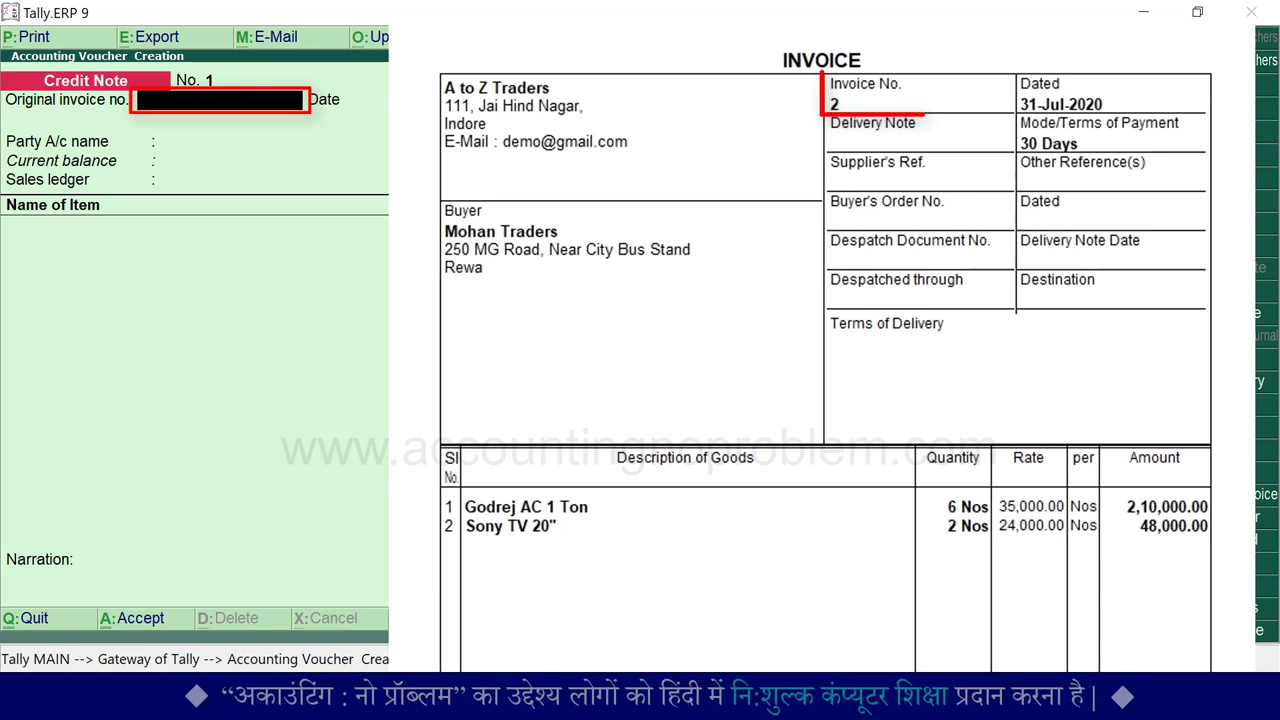 Tally.ERP 9
P:Print E:Export M:E-Mail O:Up
Accounting Voucher Creation
Credit Note No. 1
Original invoice no. Date
Party A/c name :
Current balance :
Sales ledger :
Name of Item
Narration:
Q:Quit A:Accept D:Delete X:Cancel
Tally MAIN --> Gateway of Tally --> Accounting Voucher Crea
INVOICE
A to Z Traders
111, Jai Hind Nagar,
Indore
E-Mail : demo@gmail.com
Invoice No.
2
Dated
31-Jul-2020
Delivery Note
Mode/Terms of Payment
30 Days
Supplier's Ref.
Other Reference(s)
Buyer
Mohan Traders
250 MG Road, Near City Bus Stand
Rewa
Buyer's Order No.
Dated
Despatch Document No.
Delivery Note Date
Despatched through
Destination
Terms of Delivery
www.accountingnoproblem.com
Sl No. Description of Goods Quantity Rate per Amount
1 Godrej AC 1 Ton 6 Nos 35,000.00 Nos 2,10,000.00
2 Sony TV 20" 2 Nos 24,000.00 Nos 48,000.00
“अकाउंटिंग : नो प्रॉब्लम” का उद्देश्य लोगों को हिंदी में नि:शुल्क कंप्यूटर शिक्षा प्रदान करना है |